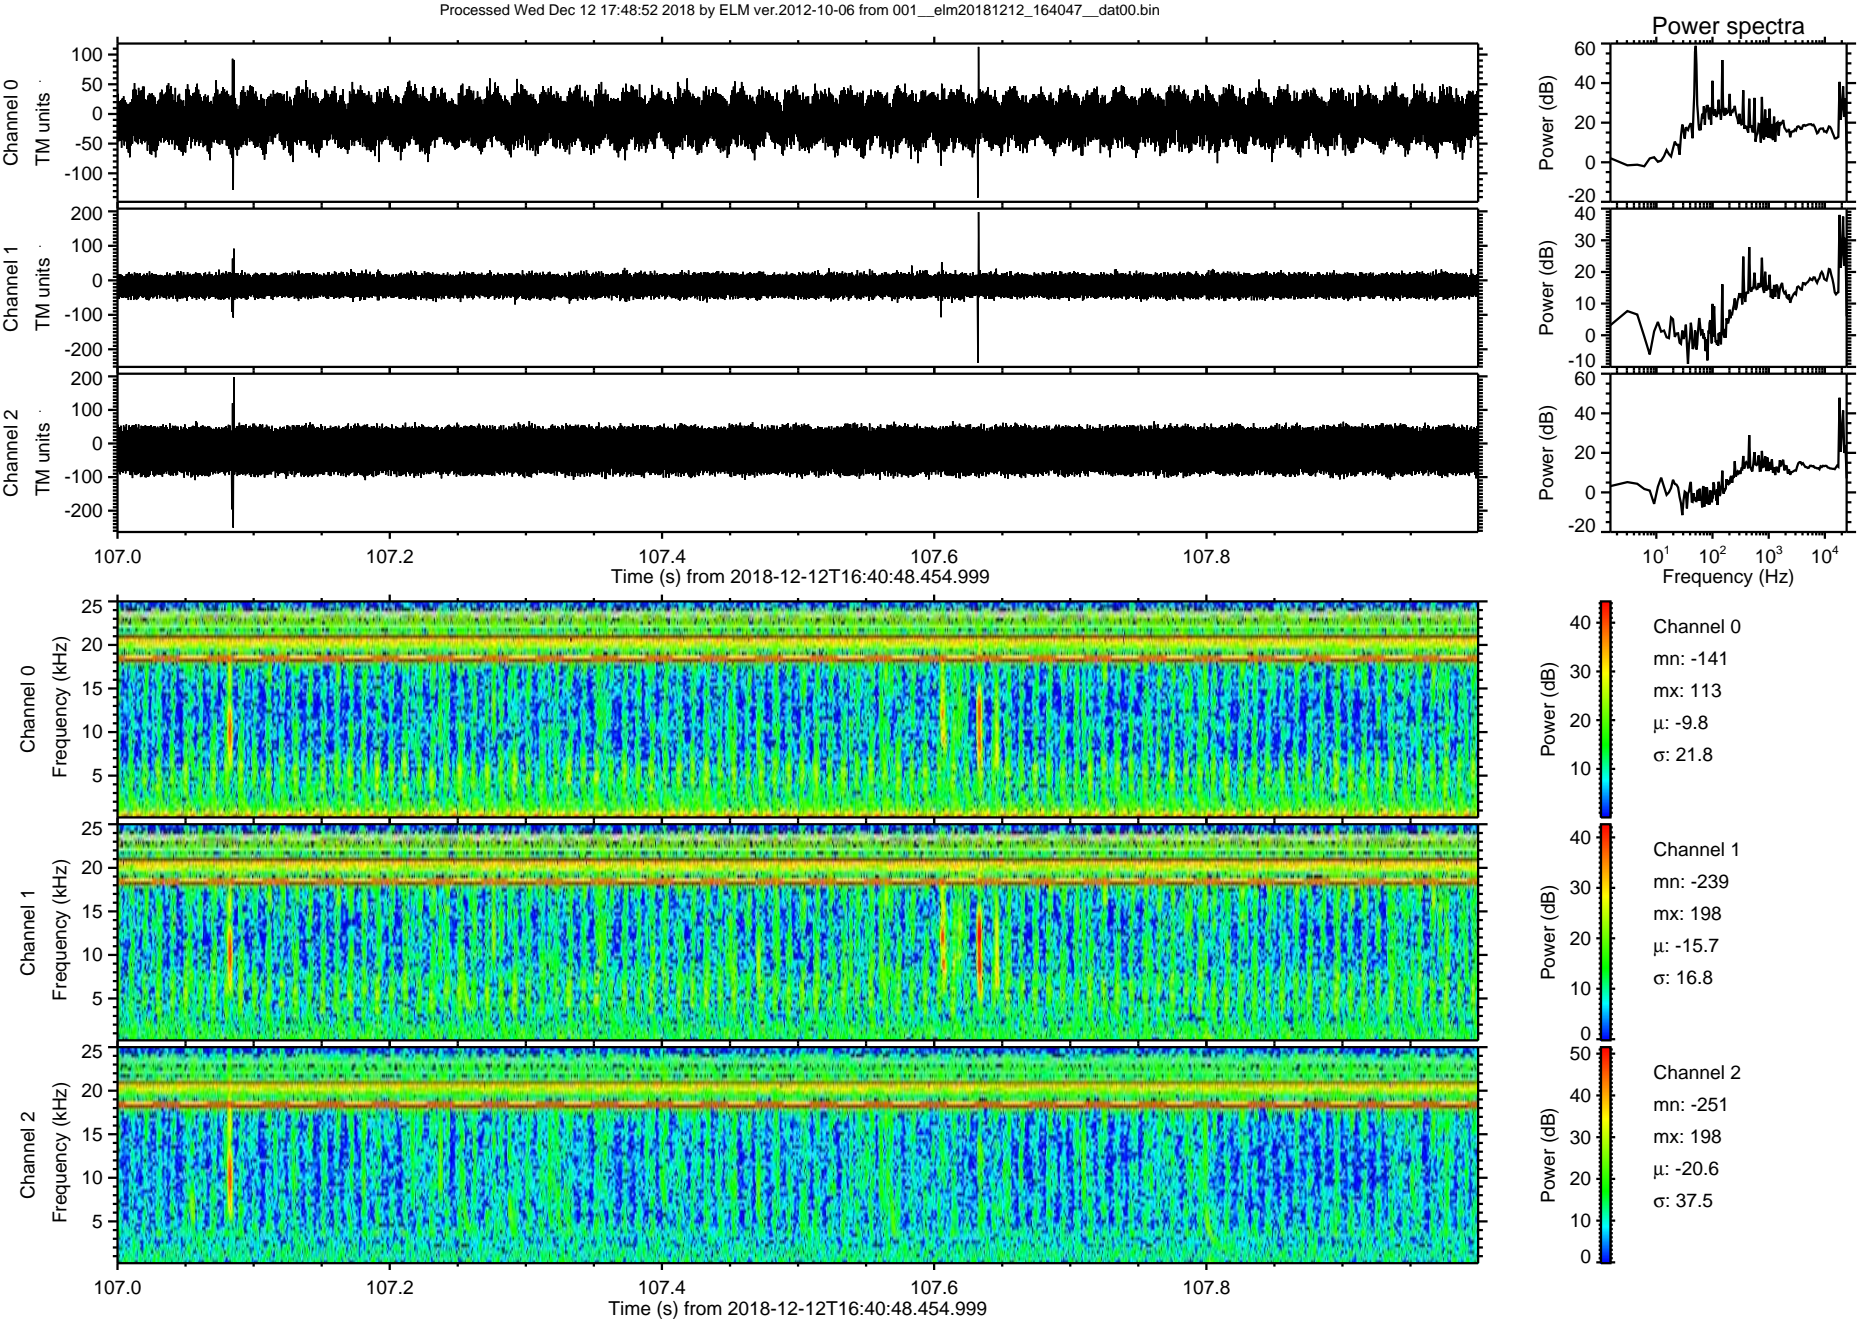 Processed Wed Dec 12 17:48:52 2018 by ELM ver.2012-10-06 from 001__elm20181212_164047__dat00.bin
Power spectra
Channel 0
TM units
100
50
0
-50
-100
Power (dB)
60
40
20
0
-20
Channel 1
TM units
200
100
0
-100
-200
Power (dB)
40
30
20
10
0
-10
Channel 2
TM units
200
100
0
-100
-200
Power (dB)
60
40
20
0
-20
107.0 107.2 107.4 107.6 107.8
Time (s) from 2018-12-12T16:40:48.454.999
10^1 10^2 10^3 10^4
Frequency (Hz)
Channel 0
Frequency (kHz)
25
20
15
10
5
Power (dB)
40
30
20
10
Channel 0
mn: -141
mx: 113
μ: -9.8
σ: 21.8
Channel 1
Frequency (kHz)
25
20
15
10
5
Power (dB)
40
30
20
10
0
Channel 1
mn: -239
mx: 198
μ: -15.7
σ: 16.8
Channel 2
Frequency (kHz)
25
20
15
10
5
Power (dB)
50
40
30
20
10
0
Channel 2
mn: -251
mx: 198
μ: -20.6
σ: 37.5
107.0 107.2 107.4 107.6 107.8
Time (s) from 2018-12-12T16:40:48.454.999